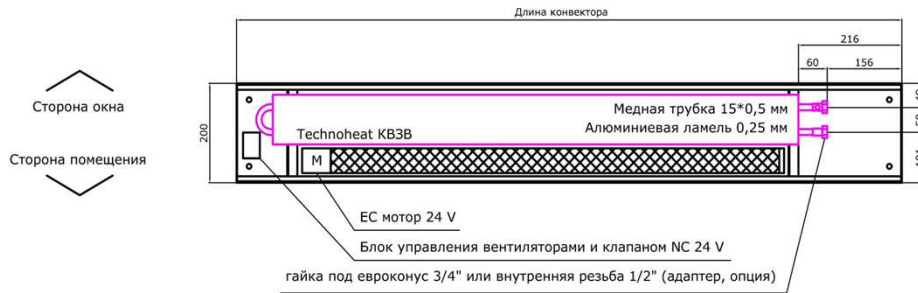 Длина конвектора
216
60
156
Сторона окна
Медная трубка 15*0,5 мм
Алюминиевая ламель 0,25 мм
Technoheat КВЗВ
200
Сторона помещения
M
ЕС мотор 24 V
Блок управления вентиляторами и клапаном NC 24 V
гайка под евроконус 3/4" или внутренняя резьба 1/2" (адаптер, опция)